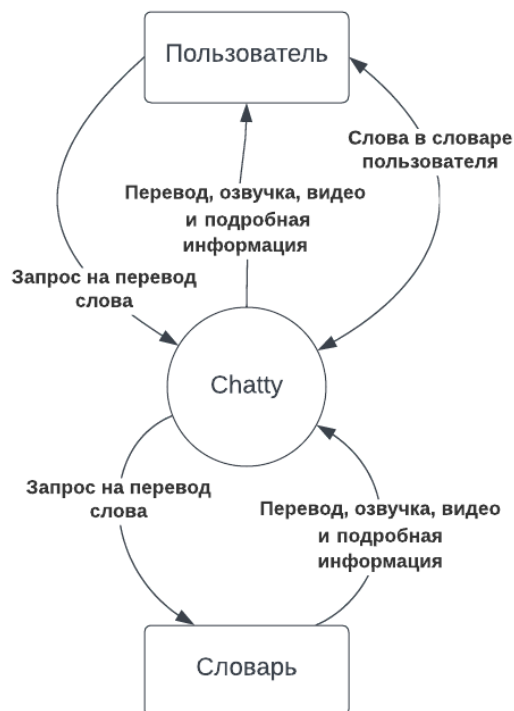 Пользователь
Слова в словаре
пользователя
Перевод, озвучка, видео
и подробная
информация
Запрос на перевод
слова
Chatty
Запрос на перевод
слова
Перевод, озвучка, видео
и подробная
информация
Словарь